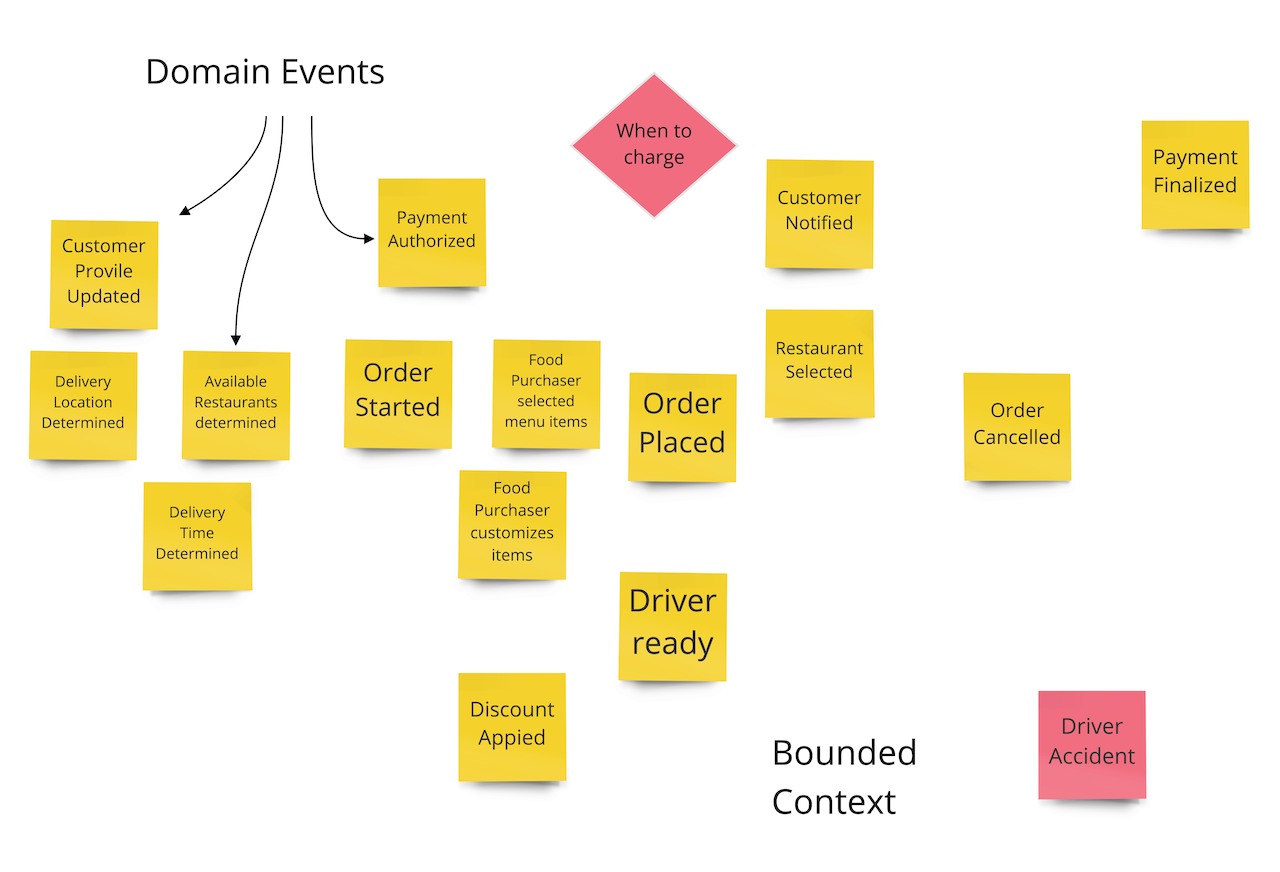 Domain Events
When to
charge
Payment
Finalized
Customer
Notified
Payment
Authorized
Customer
Provile
Updated
Restaurant
Selected
Delivery
Location
Determined
Available
Restaurants
determined
Order
Started
Food
Purchaser
selected
menu items
Order
Placed
Order
Cancelled
Food
Purchaser
customizes
items
Delivery
Time
Determined
Driver
ready
Discount
Appied
Bounded
Context
Driver
Accident